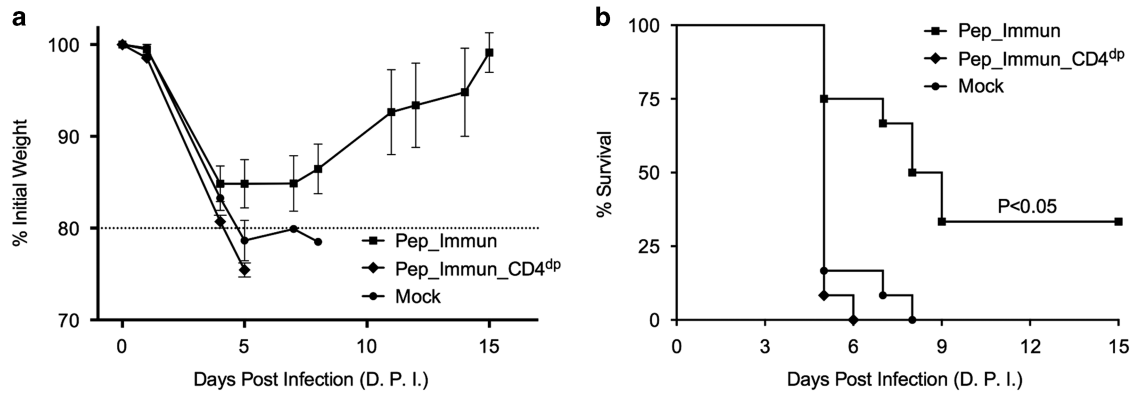 a
% Initial Weight
100
90
80
70
0
5
10
15
Days Post Infection (D. P. I.)
Pep_Immun
Pep_Immun_CD4dp
Mock
b
% Survival
100
75
50
25
0
0
3
6
9
12
15
Days Post Infection (D. P. I.)
Pep_Immun
Pep_Immun_CD4dp
Mock
P<0.05